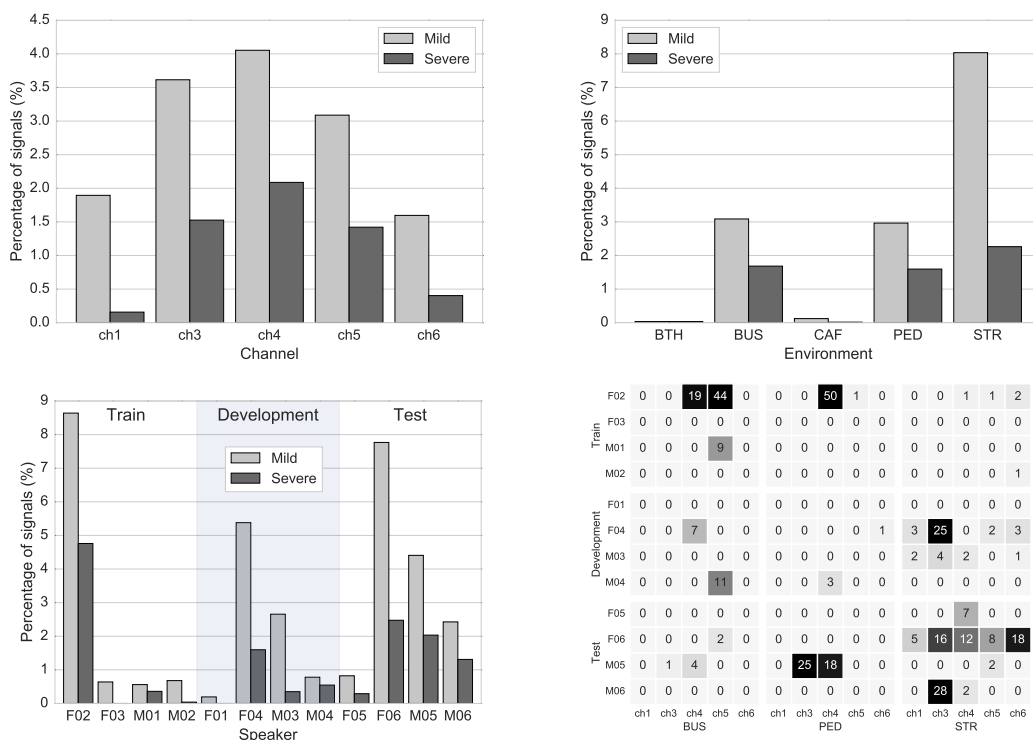 4.5
4.0
3.5
3.0
2.5
2.0
1.5
1.0
0.5
0.0
Percentage of signals (%)
Mild
Severe
ch1 ch3 ch4 ch5 ch6
Channel
9
8
7
6
5
4
3
2
1
0
Percentage of signals (%)
Mild
Severe
BTH BUS CAF PED STR
Environment
9
8
7
6
5
4
3
2
1
0
Percentage of signals (%)
Train Development Test
Mild
Severe
F02 F03 M01 M02 F01 F04 M03 M04 F05 F06 M05 M06
Speaker
Train
F02 0 0 19 44 0 0 0 50 1 0 0 0 1 1 2
F03 0 0 0 0 0 0 0 0 0 0 0 0 0 0 0
M01 0 0 0 9 0 0 0 0 0 0 0 0 0 0 0
M02 0 0 0 0 0 0 0 0 0 0 0 0 0 0 1
Development
F01 0 0 0 0 0 0 0 0 0 0 0 0 0 0 0
F04 0 0 7 0 0 0 0 0 0 1 3 25 0 2 3
M03 0 0 0 0 0 0 0 0 0 0 2 4 2 0 1
M04 0 0 0 11 0 0 0 3 0 0 0 0 0 0 0
Test
F05 0 0 0 0 0 0 0 0 0 0 0 0 7 0 0
F06 0 0 0 2 0 0 0 0 0 0 5 16 12 8 18
M05 0 1 4 0 0 0 25 18 0 0 0 0 0 2 0
M06 0 0 0 0 0 0 0 0 0 0 0 28 2 0 0
ch1 ch3 ch4 ch5 ch6 ch1 ch3 ch4 ch5 ch6 ch1 ch3 ch4 ch5 ch6
BUS PED STR